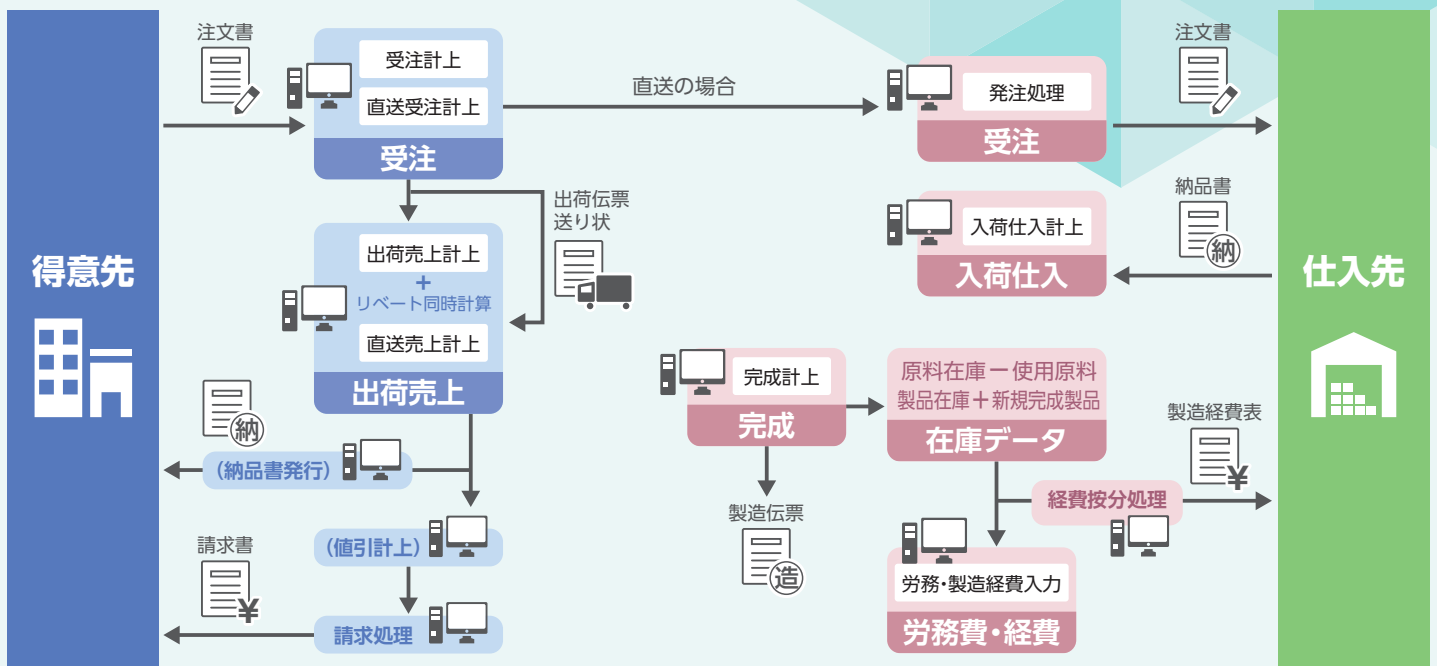 得意先
注文書
受注計上
直送受注計上
受注
直送の場合
発注処理
受注
注文書
出荷伝票
送り状
出荷売上計上
+
リベート同時計算
直送売上計上
出荷売上
入荷仕入計上
入荷仕入
納品書
納
仕入先
完成計上
完成
原料在庫ー使用原料
製品在庫+新規完成製品
在庫データ
製造経費表
¥
納
(納品書発行)
経費按分処理
製造伝票
造
(値引計上)
労務・製造経費入力
労務費・経費
請求書
¥
請求処理